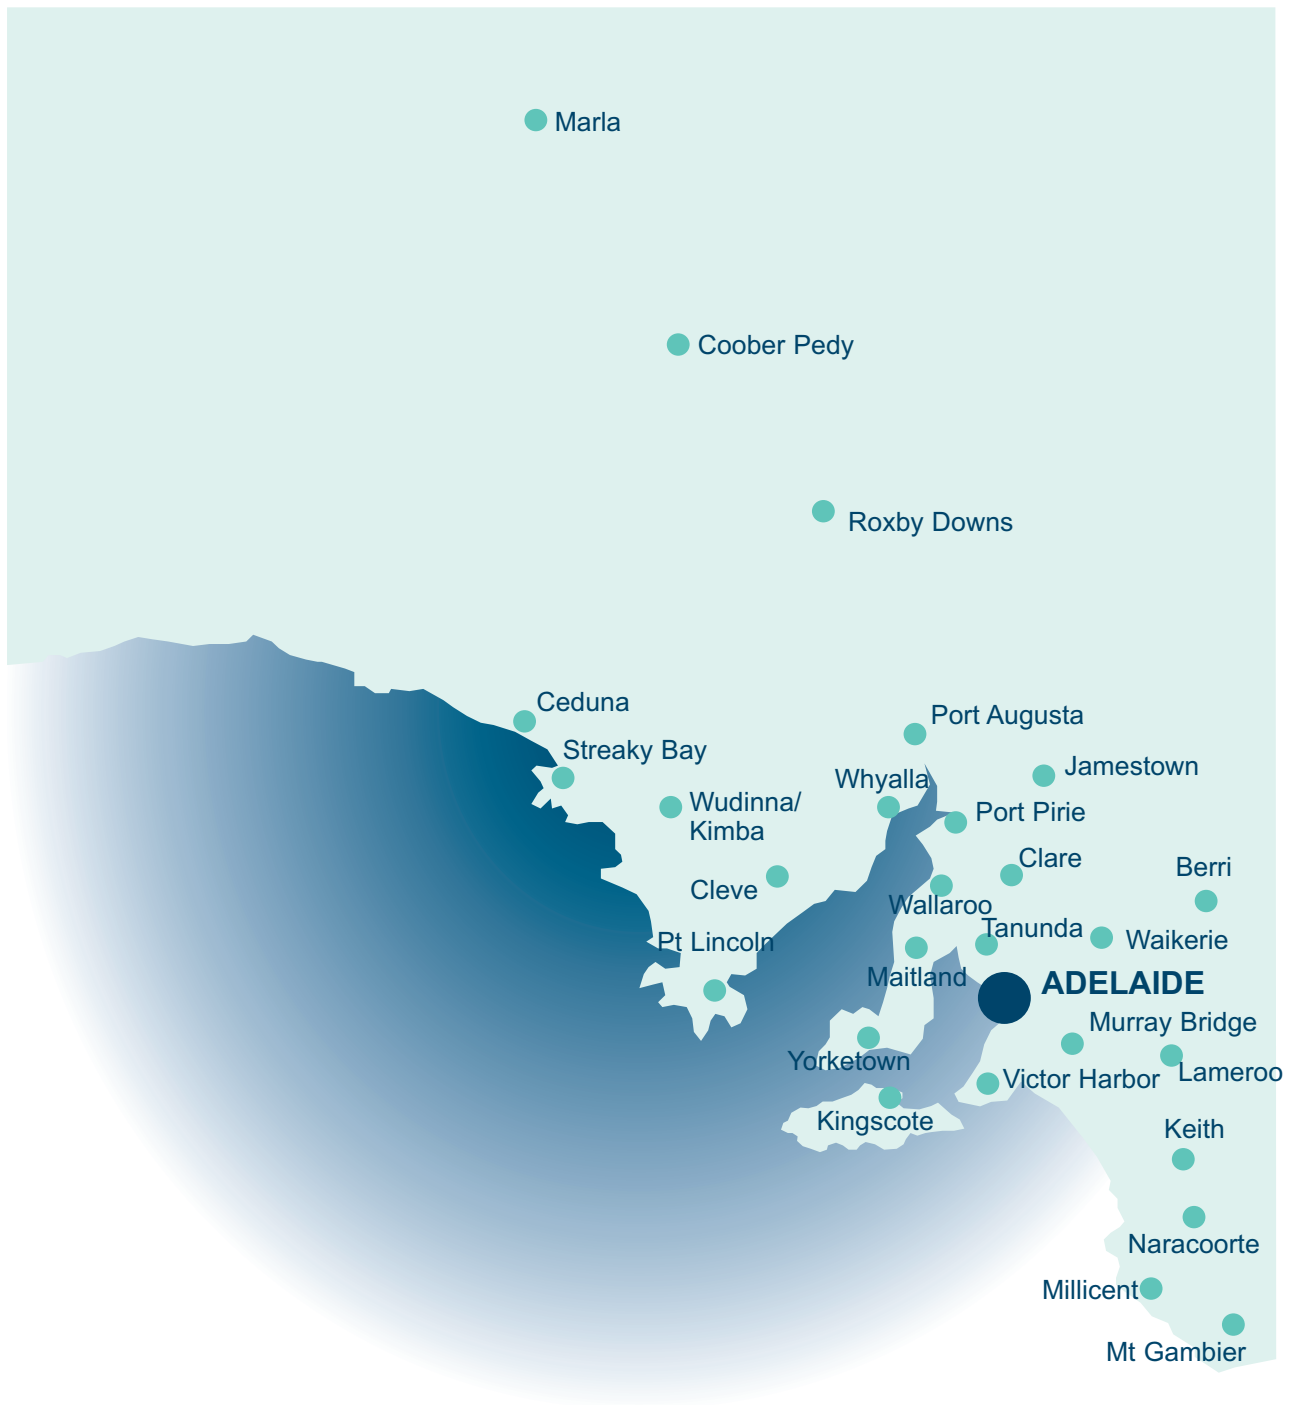 Marla
Coober Pedy
Roxby Downs
Ceduna
Port Augusta
Streaky Bay
Jamestown
Whyalla
Wudinna/
Kimba
Port Pirie
Clare
Berri
Cleve
Wallaroo
Tanunda
Waikerie
Pt Lincoln
Maitland
ADELAIDE
Murray Bridge
Yorketown
Lameroo
Victor Harbor
Kingscote
Keith
Naracoorte
Millicent
Mt Gambier